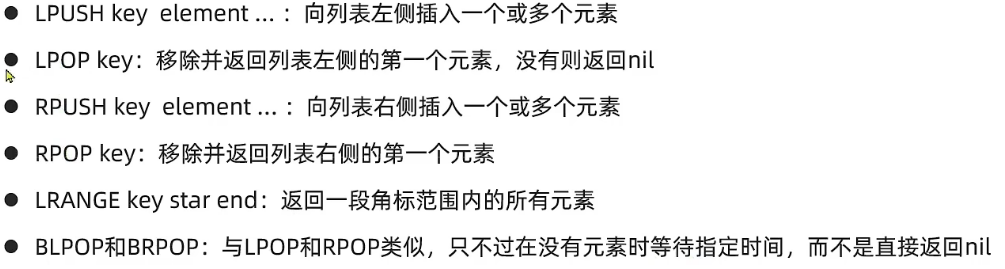 ● LPUSH key element ... ：向列表左侧插入一个或多个元素
● LPOP key：移除并返回列表左侧的第一个元素，没有则返回nil
● RPUSH key element ... ：向列表右侧插入一个或多个元素
● RPOP key：移除并返回列表右侧的第一个元素
● LRANGE key star end：返回一段角标范围内的所有元素
● BLPOP和BRPOP：与LPOP和RPOP类似，只不过在没有元素时等待指定时间，而不是直接返回nil